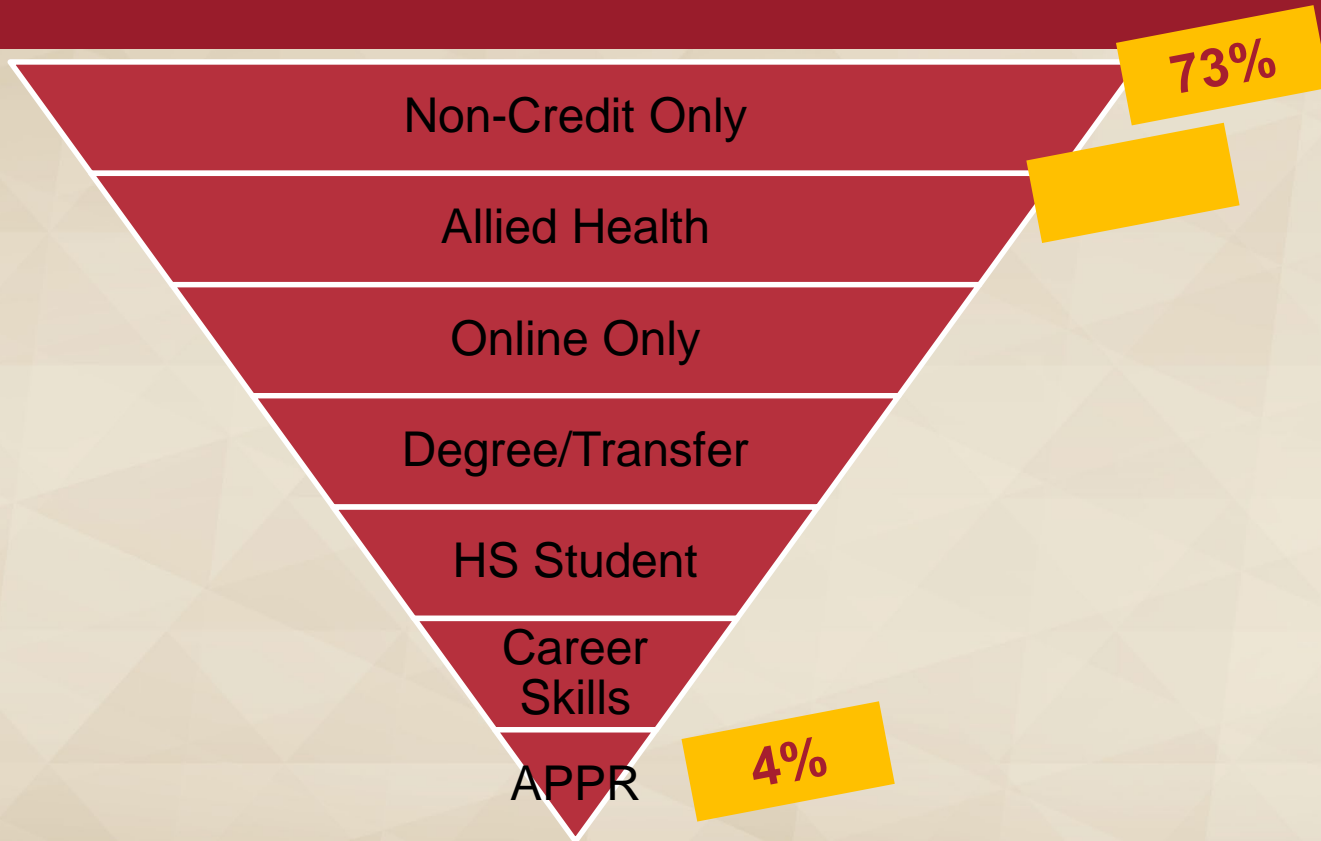 73%
Non-Credit Only
Allied Health
Online Only
Degree/Transfer
HS Student
Career
Skills
APPR
4%